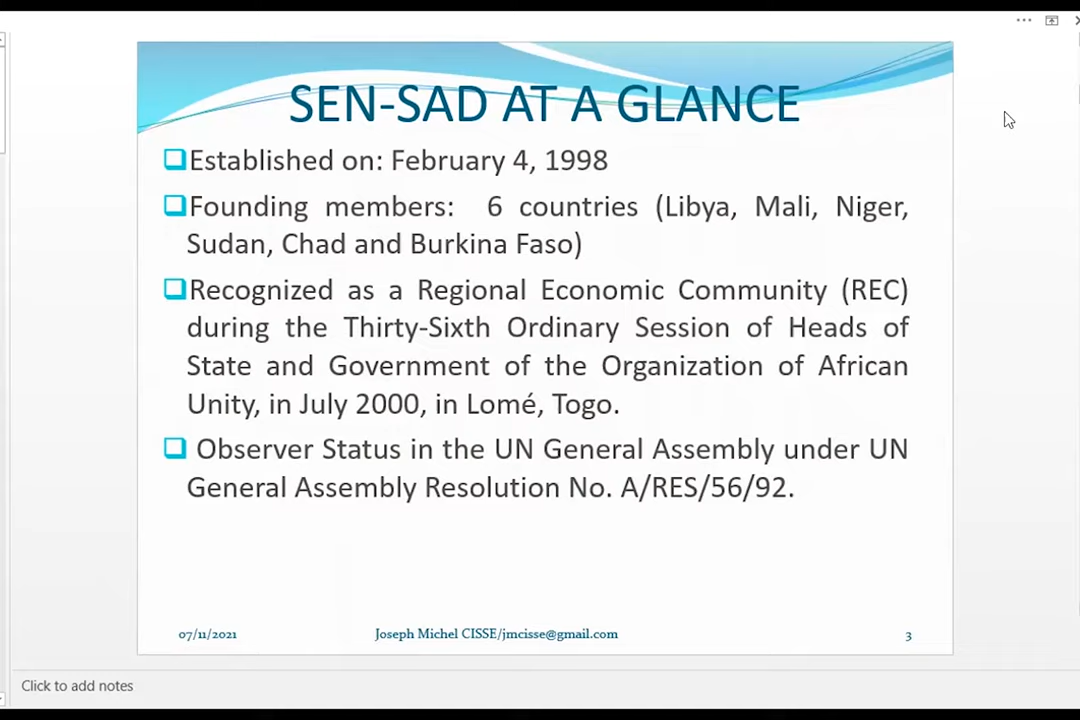 SEN-SAD AT A GLANCE
Established on: February 4, 1998
Founding members: 6 countries (Libya, Mali, Niger,
Sudan, Chad and Burkina Faso)
Recognized as a Regional Economic Community (REC)
during the Thirty-Sixth Ordinary Session of Heads of
State and Government of the Organization of African
Unity, in July 2000, in Lomé, Togo.
Observer Status in the UN General Assembly under UN
General Assembly Resolution No. A/RES/56/92.
07/11/2021 Joseph Michel CISSE/jmcisse@gmail.com 3
Click to add notes